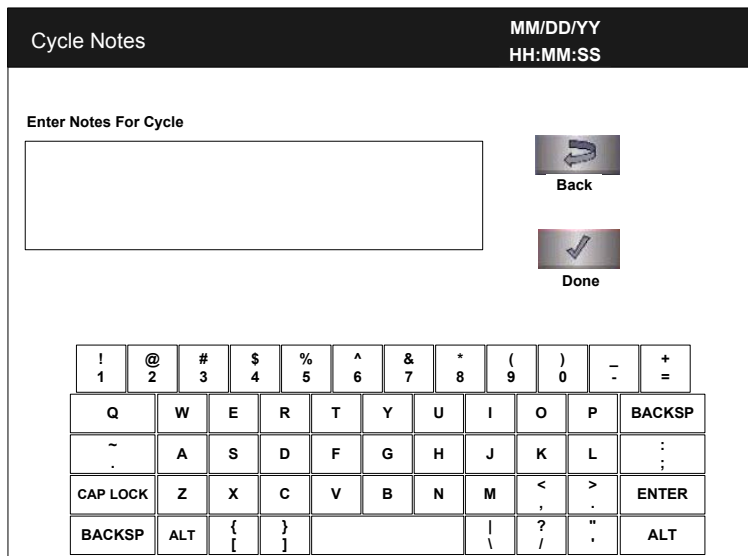 Cycle Notes
MM/DD/YY
HH:MM:SS
Enter Notes For Cycle
Back
Done
! @ # $ % ^ & * ( ) _ +
1 2 3 4 5 6 7 8 9 0 - =
Q W E R T Y U I O P BACKSP
~ :
. A S D F G H J K L ;
< >
CAP LOCK Z X C V B N M , . ENTER
{ } | ? "
BACKSP ALT [ ] \ / ' ALT